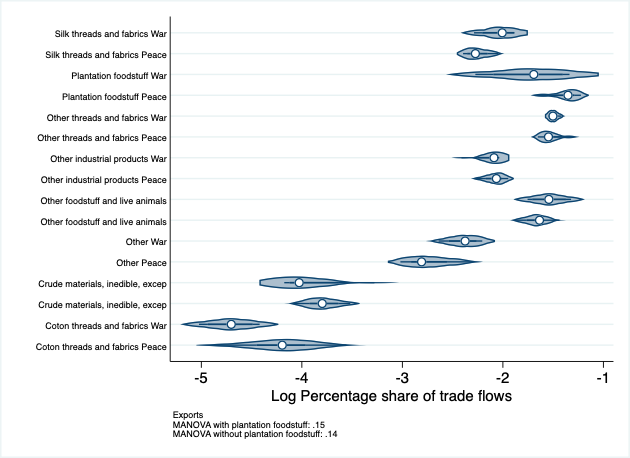 Silk threads and fabrics War
Silk threads and fabrics Peace
Plantation foodstuff War
Plantation foodstuff Peace
Other threads and fabrics War
Other threads and fabrics Peace
Other industrial products War
Other industrial products Peace
Other foodstuff and live animals
Other foodstuff and live animals
Other War
Other Peace
Crude materials, inedible, excep
Crude materials, inedible, excep
Coton threads and fabrics War
Coton threads and fabrics Peace
-5 -4 -3 -2 -1
Log Percentage share of trade flows
Exports
MANOVA with plantation foodstuff: .15
MANOVA without plantation foodstuff: .14